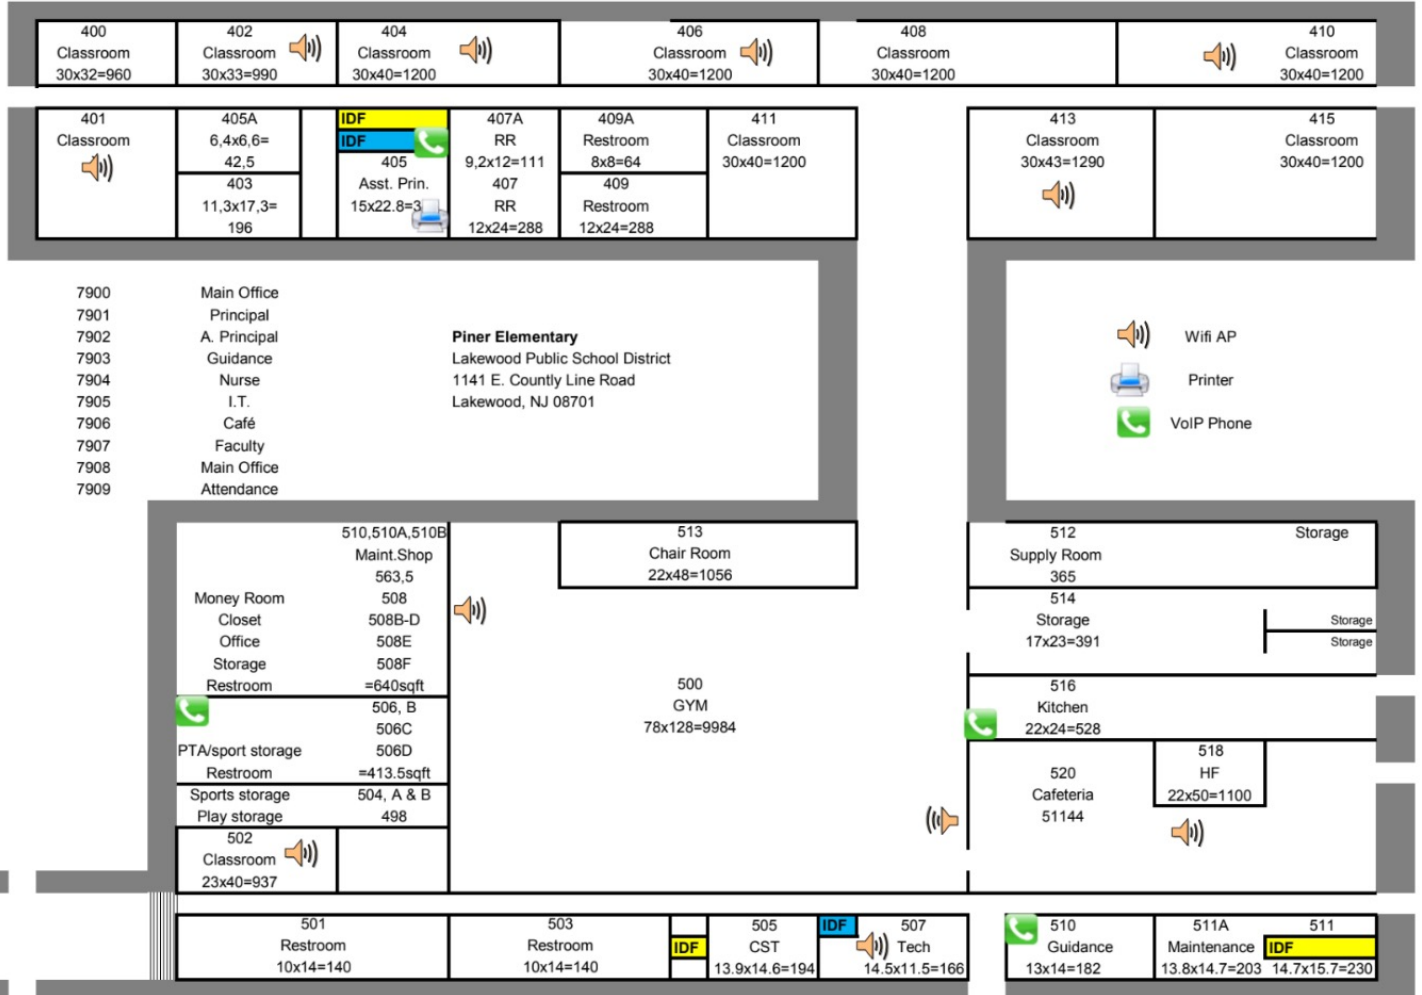 400
Classroom
30x32=960
402
Classroom
30x33=990
404
Classroom
30x40=1200
406
Classroom
30x40=1200
408
Classroom
30x40=1200
410
Classroom
30x40=1200
401
Classroom
405A
6,4x6,6=
42,5
403
11,3x17,3=
196
IDF
IDF
405
Asst. Prin.
15x22.8=3
407A
RR
9,2x12=111
407
RR
12x24=288
409A
Restroom
8x8=64
409
Restroom
12x24=288
411
Classroom
30x40=1200
413
Classroom
30x43=1290
415
Classroom
30x40=1200
7900 Main Office
7901 Principal
7902 A. Principal
7903 Guidance
7904 Nurse
7905 I.T.
7906 Café
7907 Faculty
7908 Main Office
7909 Attendance
Piner Elementary
Lakewood Public School District
1141 E. Countly Line Road
Lakewood, NJ 08701
Wifi AP
Printer
VoIP Phone
510,510A,510B
Maint.Shop
563,5
Money Room 508
Closet 508B-D
Office 508E
Storage 508F
Restroom =640sqft
506, B
506C
PTA/sport storage 506D
Restroom =413.5sqft
Sports storage 504, A & B
Play storage 498
502
Classroom
23x40=937
513
Chair Room
22x48=1056
500
GYM
78x128=9984
512
Supply Room
365
Storage
514
Storage
17x23=391
Storage
Storage
516
Kitchen
22x24=528
520
Cafeteria
51144
518
HF
22x50=1100
501
Restroom
10x14=140
503
Restroom
10x14=140
IDF
505
CST
13.9x14.6=194
IDF
507
Tech
14.5x11.5=166
510
Guidance
13x14=182
511A
Maintenance
13.8x14.7=203
511
IDF
14.7x15.7=230